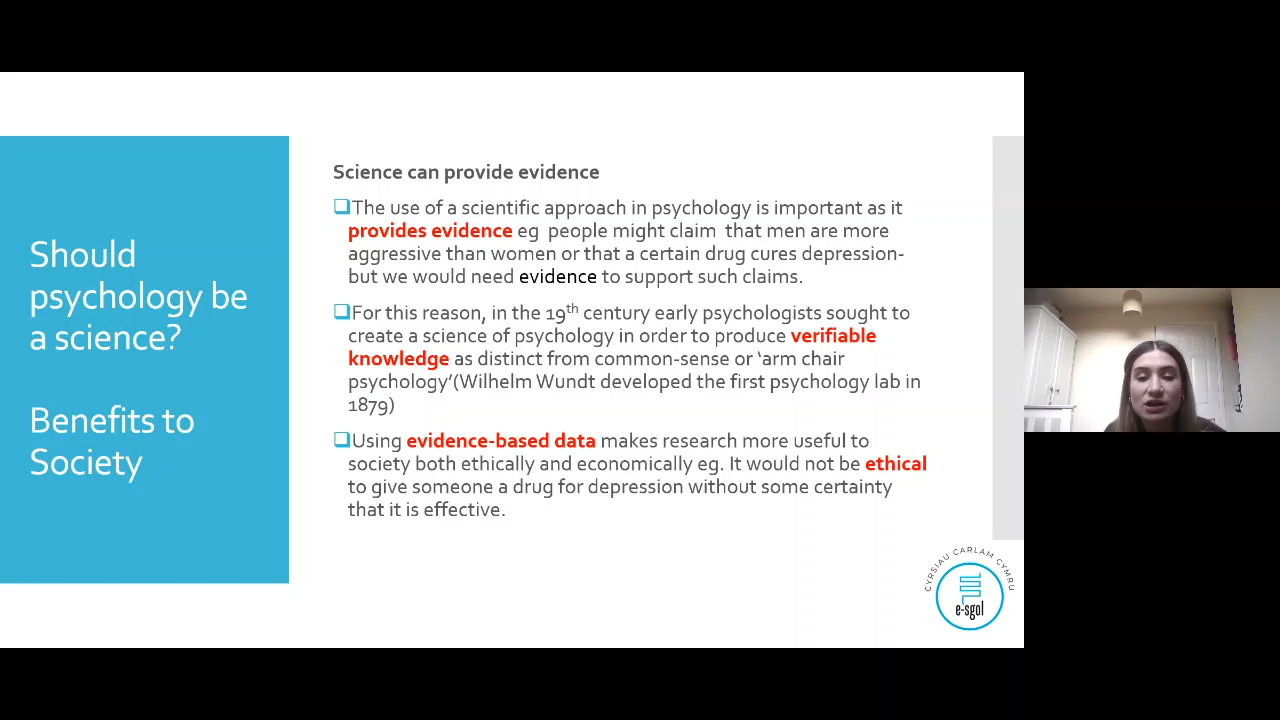 Should
psychology be
a science?
Benefits to
Society
Science can provide evidence
The use of a scientific approach in psychology is important as it
provides evidence eg people might claim that men are more
aggressive than women or that a certain drug cures depression-
but we would need evidence to support such claims.
For this reason, in the 19th century early psychologists sought to
create a science of psychology in order to produce verifiable
knowledge as distinct from common-sense or ‘arm chair
psychology’(Wilhelm Wundt developed the first psychology lab in
1879)
Using evidence-based data makes research more useful to
society both ethically and economically eg. It would not be ethical
to give someone a drug for depression without some certainty
that it is effective.
CYRSIAU CARLAM CYMRU
e-sgol